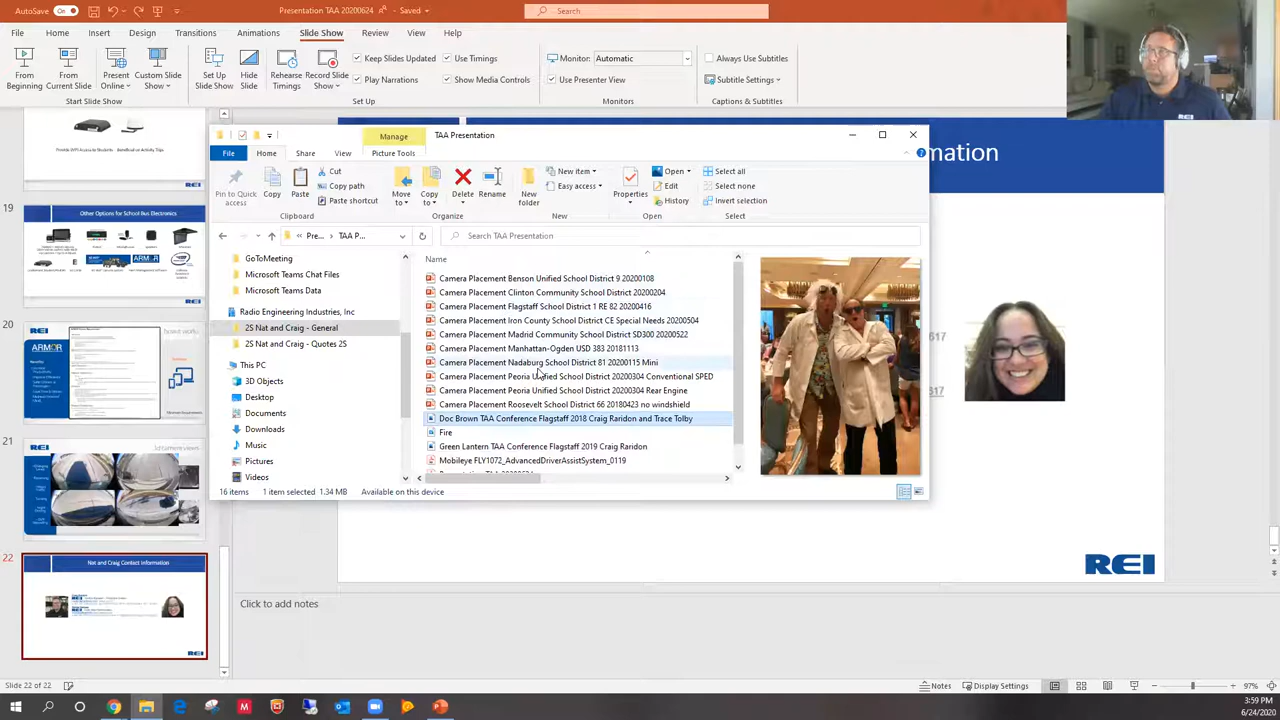 AutoSave On Presentation TAA 20200624 - Saved Search
File Home Insert Design Transitions Animations Slide Show Review View Help
From Beginning From Current Slide Present Online Custom Slide Show Set Up Slide Show Hide Slide Rehearse Timings Record Slide Show
Keep Slides Updated Use Timings
Play Narrations Show Media Controls
Monitor: Automatic
Use Presenter View
Always Use Subtitles
Subtitle Settings
Start Slide Show Set Up Monitors Captions & Subtitles
REI
19
Other Options for School Bus Electronics
ARMOR
20
REI
ARMOR
21
22
Nat and Craig Contact Information
REI
Slide 22 of 22
mation
Manage TAA Presentation
File Home Share View Picture Tools
Pin to Quick access Copy Paste
Cut
Copy path
Paste shortcut
Move to Copy to Delete Rename
New folder
New item
Easy access
Properties
Open
Edit
History
Select all
Select none
Invert selection
Clipboard Organize New Open Select
Pre... TAA P... Search TAA Presentation
GoToMeeting
Microsoft Teams Chat Files
Microsoft Teams Data
Radio Engineering Industries, Inc
2S Nat and Craig - General
2S Nat and Craig - Quotes 2S
This PC
3D Objects
Desktop
Documents
Downloads
Music
Pictures
Videos
Name
Camera Placement Benson Unified School District 9 20200108
Camera Placement Clinton Community School District 20200204
Camera Placement Flagstaff School District 1 RE 82 20200416
Camera Placement Iron County School District CE Special Needs 20200504
Camera Placement Madrid Community School District SD300 20200522
Camera Placement Manhattan-Ogden USD 383 20181113
Camera Placement Nadaburg School District 81 20200115 Mini
Camera Placement Peoria Unified School District 20200304 Conventional SPED
Camera Placement Peoria Unified School District 20200304 Rear Engine
Camera Placement Roosevelt School District 66 20180423 no windshield
Doc Brown TAA Conference Flagstaff 2018 Craig Raridon and Trace Tolby
Fire
Green Lantern TAA Conference Flagstaff 2019 Craig Raridon
Mobileye FLY1072_AdvancedDriverAssistSystem_0119
16 items 1 item selected 1.34 MB Available on this device
REI
Click to add notes
Notes Display Settings 97%
3:59 PM
6/24/2020